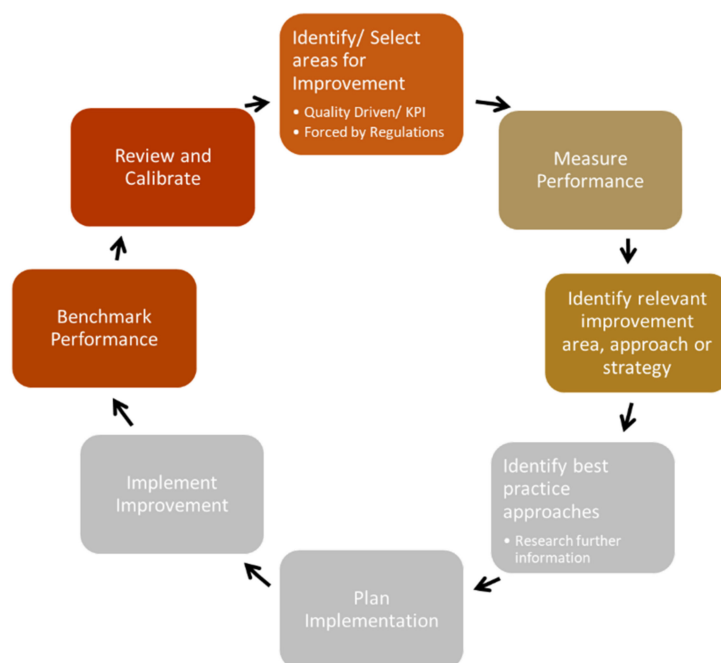 Identify/ Select
areas for
Improvement
• Quality Driven/ KPI
• Forced by Regulations
Measure
Performance
Identify relevant
improvement
area, approach or
strategy
Identify best
practice
approaches
• Research further
information
Plan
Implementation
Implement
Improvement
Benchmark
Performance
Review and
Calibrate